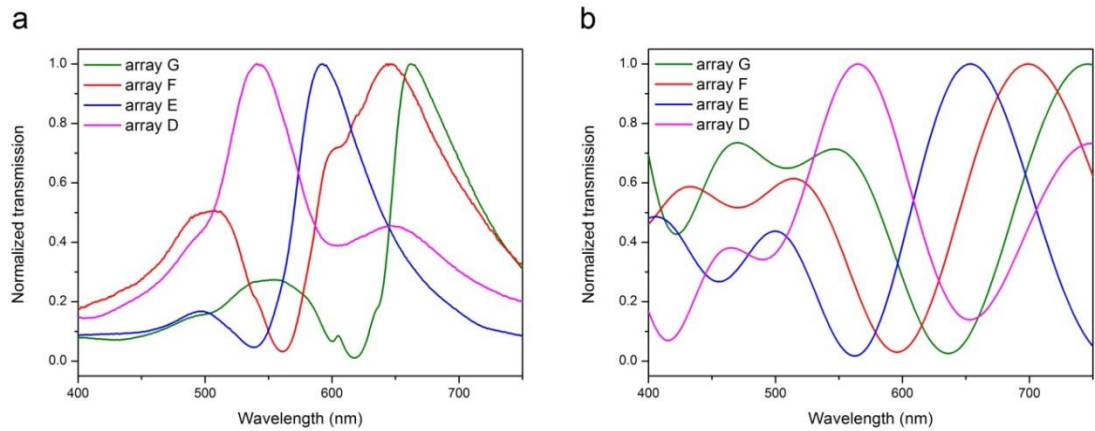 a
array G
array F
array E
array D
1.0
0.8
0.6
0.4
0.2
0.0
Normalized transmission
400
500
600
700
Wavelength (nm)
b
array G
array F
array E
array D
1.0
0.8
0.6
0.4
0.2
0.0
Normalized transmission
400
500
600
700
Wavelength (nm)